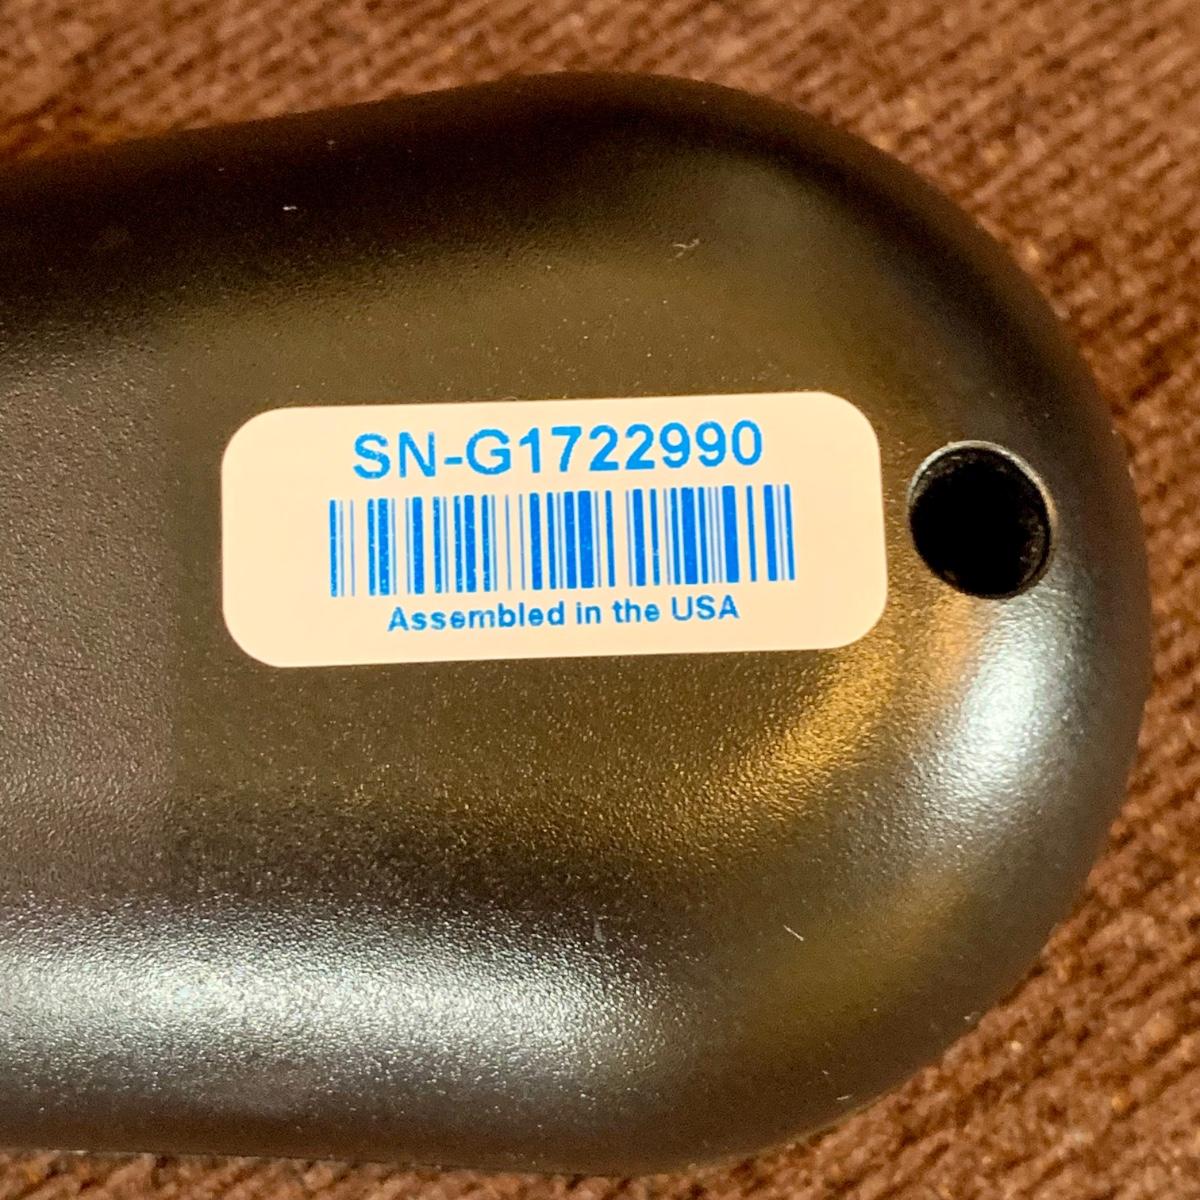 SN-G1722990
Assembled in the USA